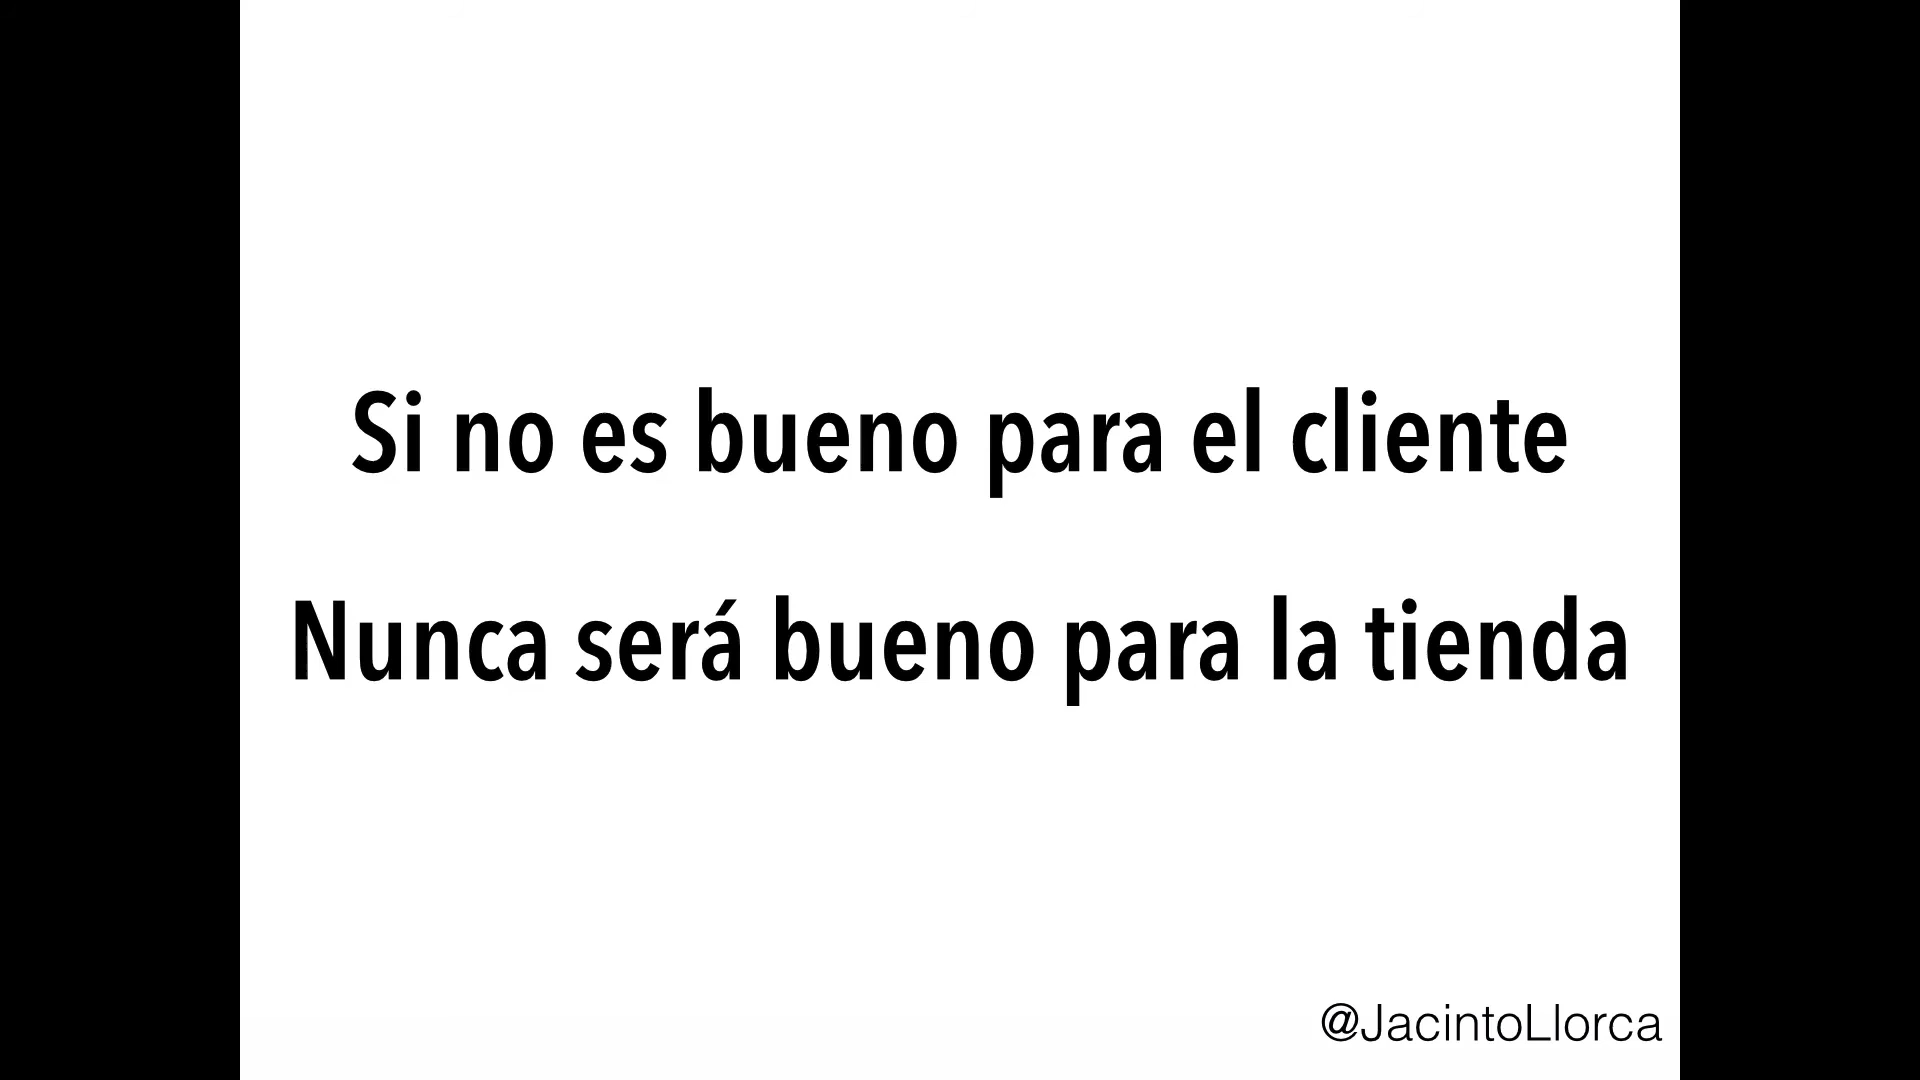 Si no es bueno para el cliente
Nunca será bueno para la tienda
@JacintoLlorca